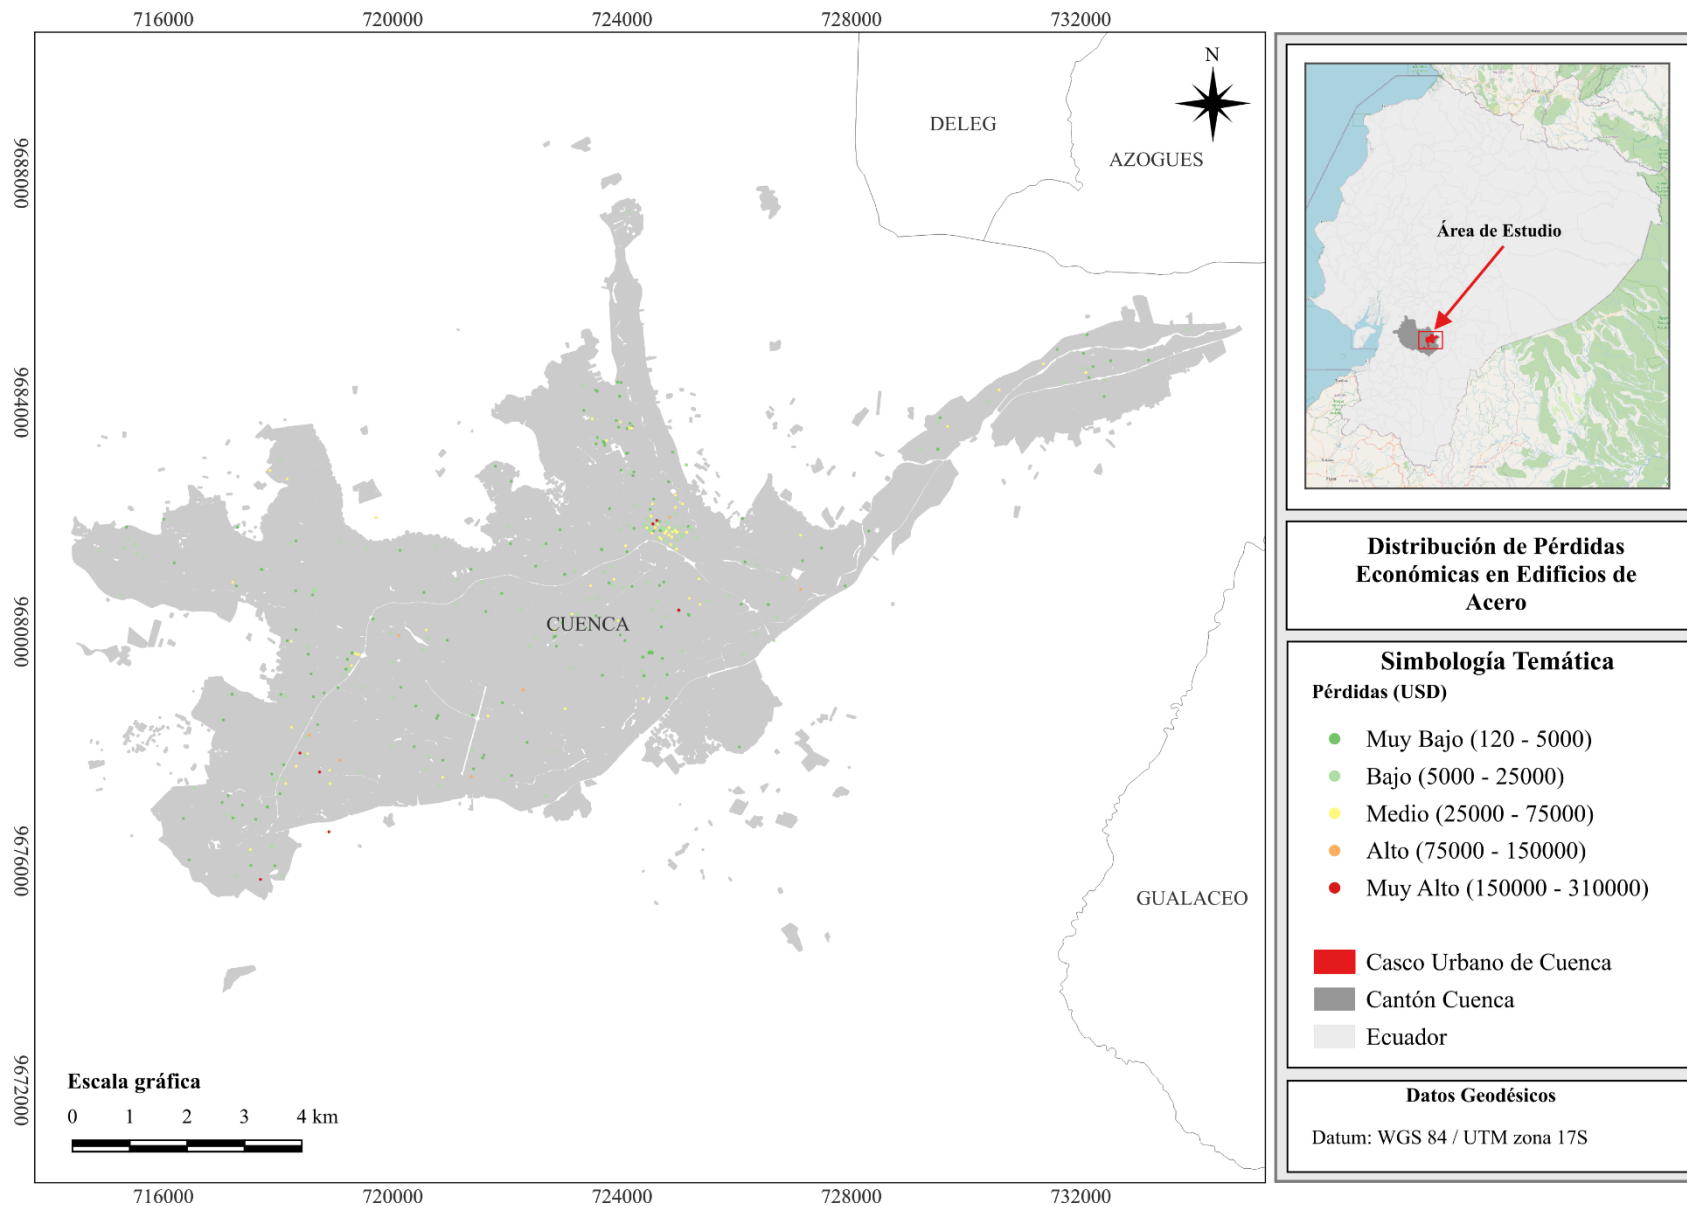 716000 720000 724000 728000 732000
9680000
9684000
9680000
9676000
9672000
N
DELEG
AZOGUES
CUENCA
GUALACEO
Escala gráfica
0 1 2 3 4 km
716000 720000 724000 728000 732000
Área de Estudio
Distribución de Pérdidas
Económicas en Edificios de
Acero
Simbología Temática
Pérdidas (USD)
Muy Bajo (120 - 5000)
Bajo (5000 - 25000)
Medio (25000 - 75000)
Alto (75000 - 150000)
Muy Alto (150000 - 310000)
Casco Urbano de Cuenca
Cantón Cuenca
Ecuador
Datos Geodésicos
Datum: WGS 84 / UTM zona 17S